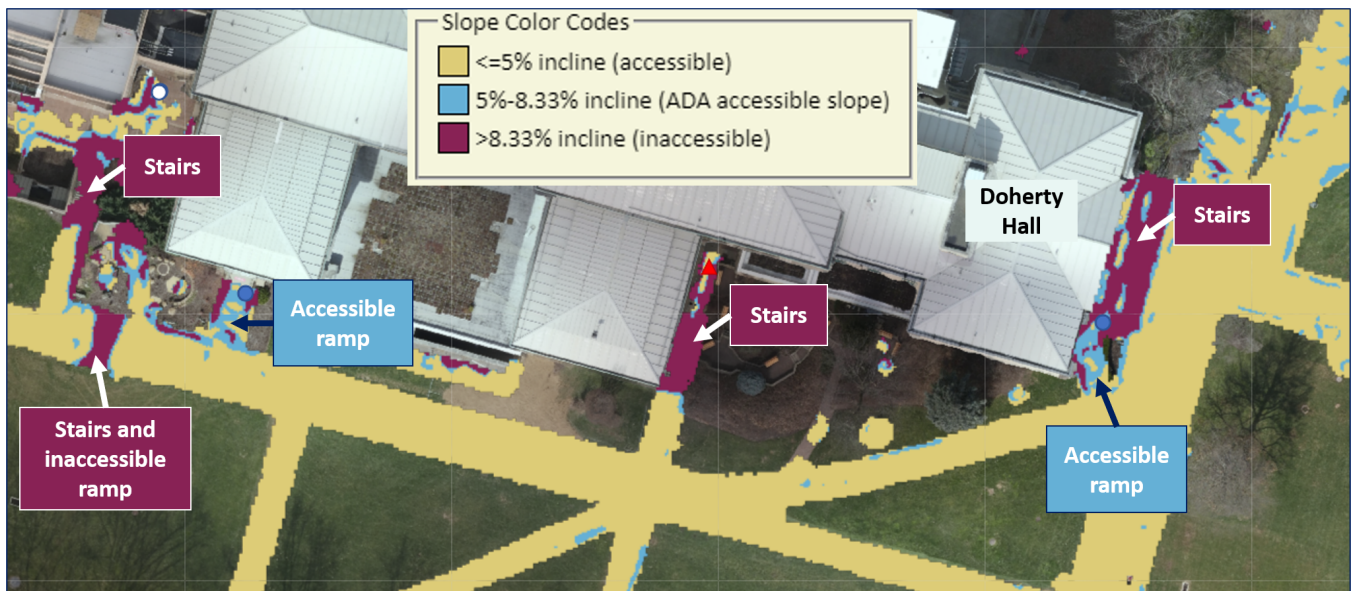 Slope Color Codes
<=5% incline (accessible)
5%-8.33% incline (ADA accessible slope)
>8.33% incline (inaccessible)
Stairs
Doherty
Hall
Stairs
Accessible
ramp
Stairs
Stairs and
inaccessible
ramp
Accessible
ramp